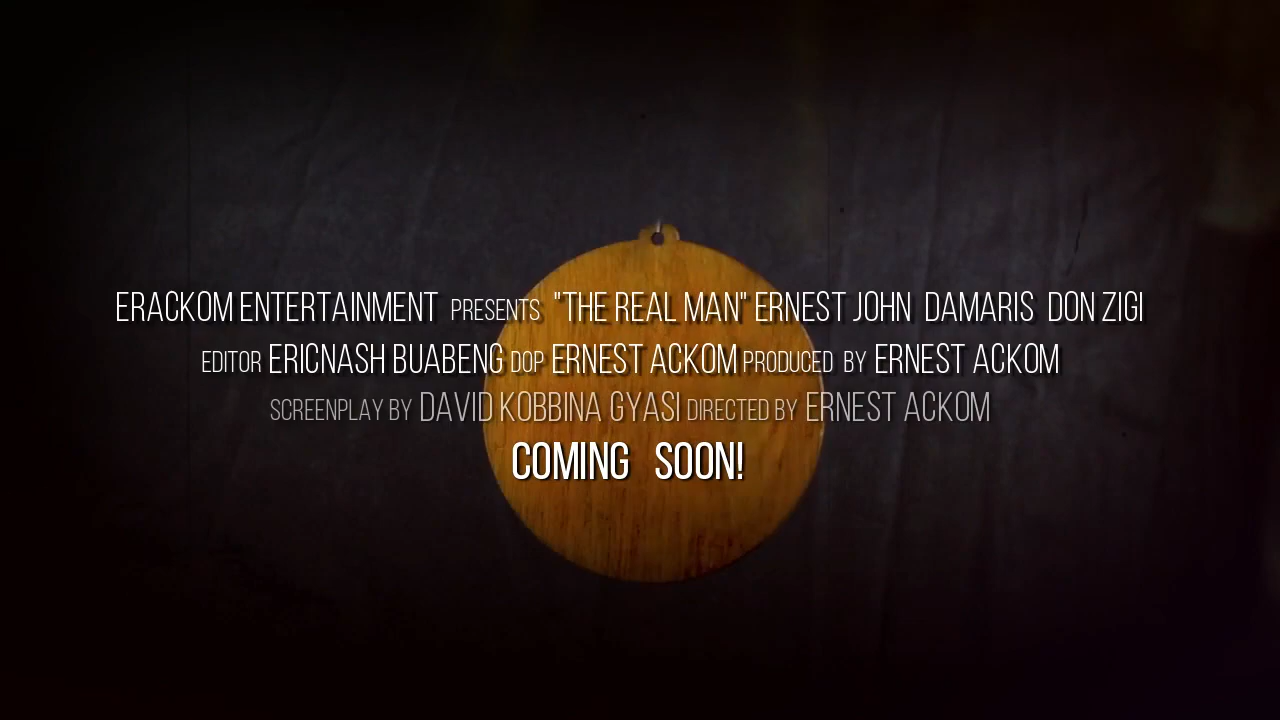 ERACKOM ENTERTAINMENT PRESENTS "THE REAL MAN" ERNEST JOHN DAMARIS DON ZIGI
EDITOR ERICNASH BUABENG DOP ERNEST ACKOM PRODUCED BY ERNEST ACKOM
SCREENPLAY BY DAVID KOBBINA GYASI DIRECTED BY ERNEST ACKOM
COMING SOON!